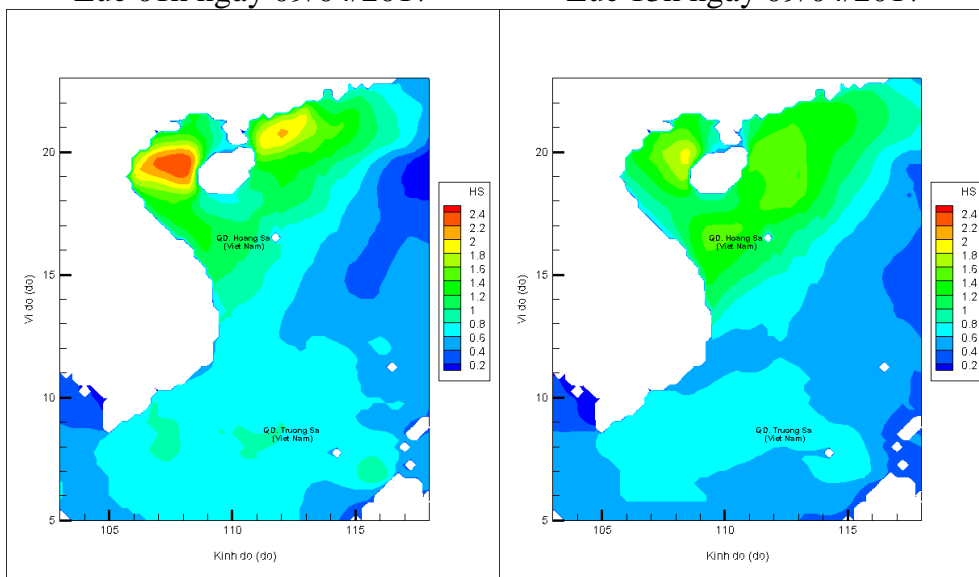 20
15
10
5
Vi do (do)
105
110
115
Kinh do (do)
QD. Hoang Sa
(Viet Nam)
QD. Truong Sa
(Viet Nam)
HS
2.4
2.2
2
1.8
1.6
1.4
1.2
1
0.8
0.6
0.4
0.2
20
15
10
5
Vi do (do)
105
110
115
Kinh do (do)
QD. Hoang Sa
(Viet Nam)
QD. Truong Sa
(Viet Nam)
HS
2.4
2.2
2
1.8
1.6
1.4
1.2
1
0.8
0.6
0.4
0.2